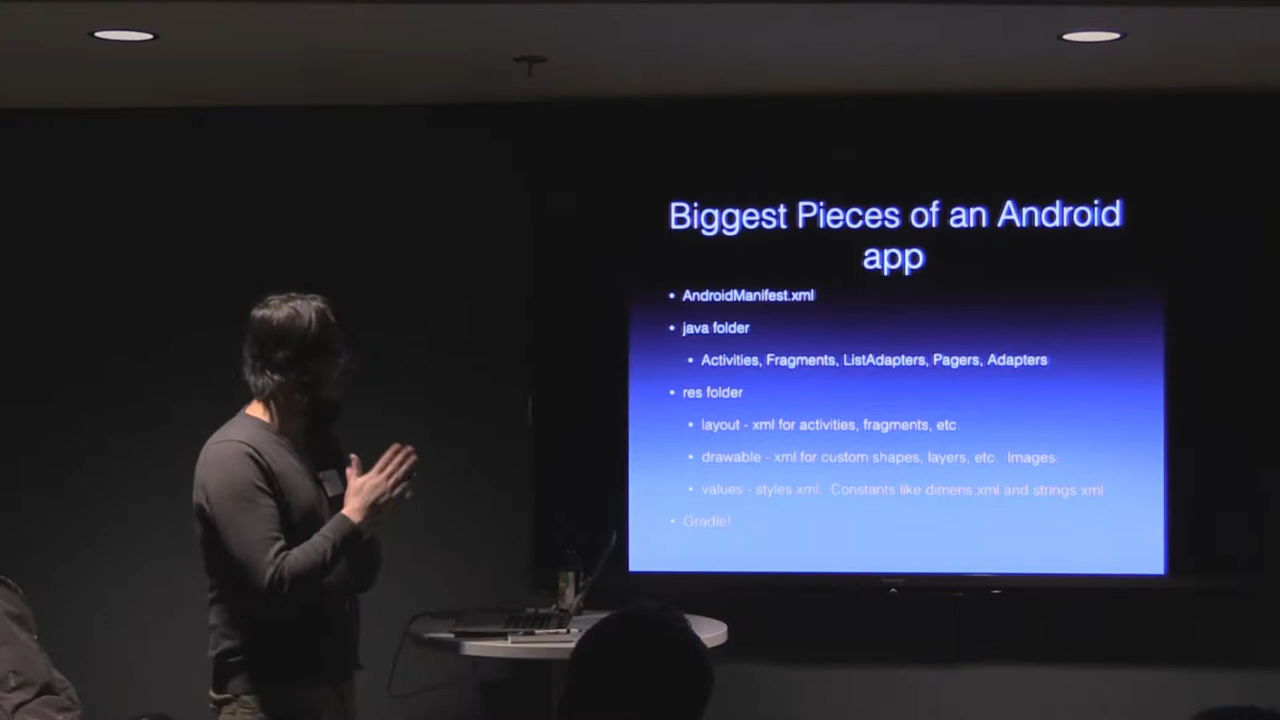 Biggest Pieces of an Android
app
• AndroidManifest.xml
• java folder
• Activities, Fragments, ListAdapters, Pagers, Adapters
• res folder
• layout - xml for activities, fragments, etc.
• drawable - xml for custom shapes, layers, etc. Images.
• values - styles.xml. Constants like dimens.xml and strings.xml
• Gradle!